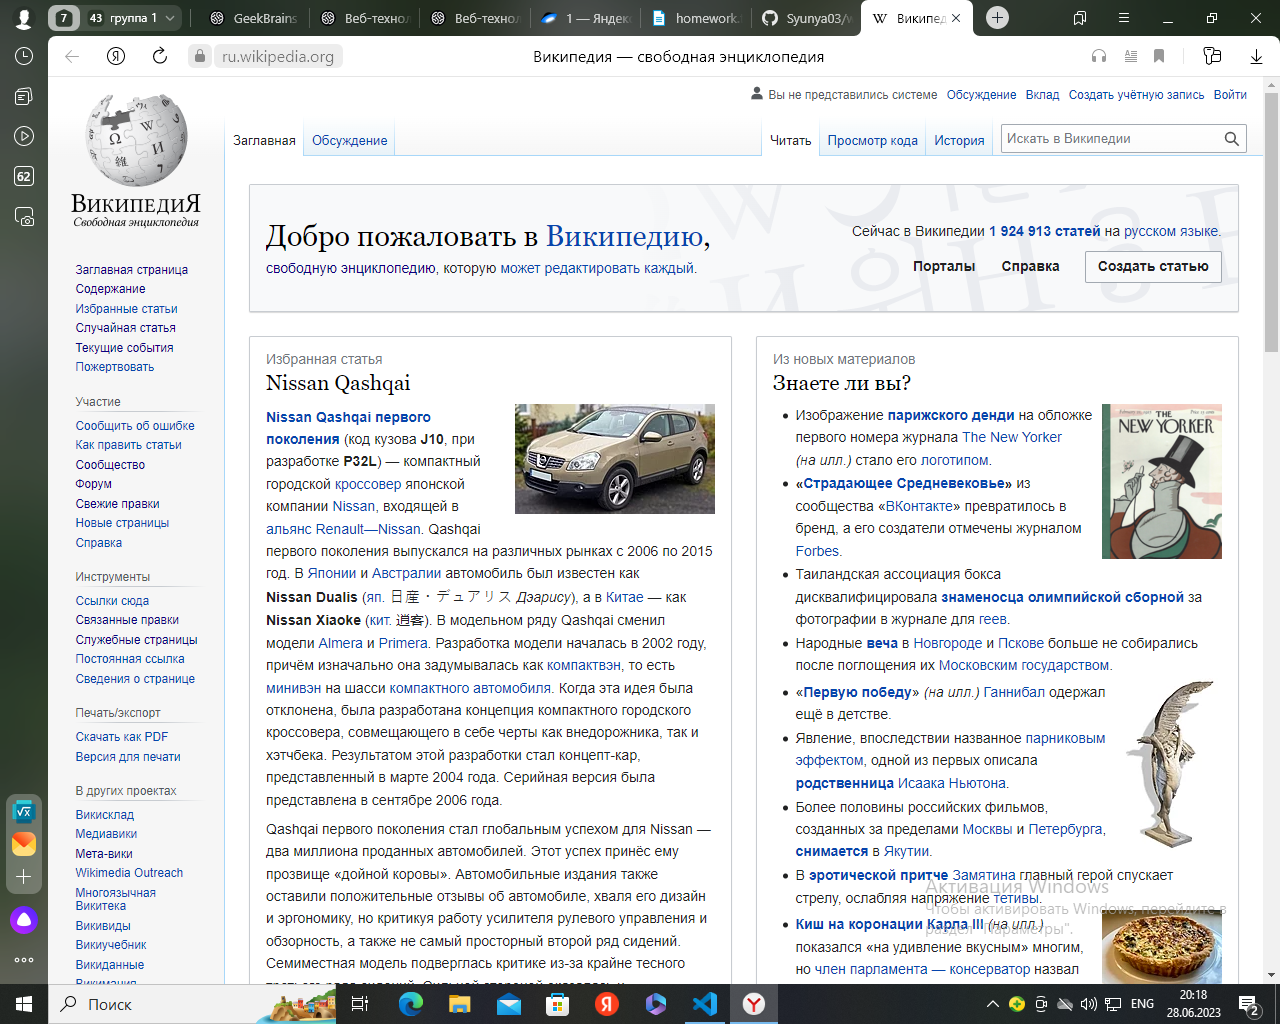 7
43 группа 1
GeekBrains
Веб-технол
Веб-технол
1 — Яндекс
homework.
Syunya03/w
Википед
ru.wikipedia.org
Википедия — свободная энциклопедия
62
Вы не представились системе Обсуждение Вклад Создать учётную запись Войти
Заглавная Обсуждение Читать Просмотр кода История Искать в Википедии
ВикипедиЯ
Свободная энциклопедия
Заглавная страница
Содержание
Избранные статьи
Случайная статья
Текущие события
Пожертвовать
Участие
Сообщить об ошибке
Как править статьи
Сообщество
Форум
Свежие правки
Новые страницы
Справка
Инструменты
Ссылки сюда
Связанные правки
Служебные страницы
Постоянная ссылка
Сведения о странице
Печать/экспорт
Скачать как PDF
Версия для печати
В других проектах
Викисклад
Медиавики
Мета-вики
Wikimedia Outreach
Многоязычная
Викитека
Викивиды
Викиучебник
Викиданные
Викимания
Добро пожаловать в Википедию,
свободную энциклопедию, которую может редактировать каждый.
Сейчас в Википедии 1 924 913 статей на русском языке.
Порталы Справка Создать статью
Избранная статья
Nissan Qashqai
Nissan Qashqai первого
поколения (код кузова J10, при
разработке P32L) — компактный
городской кроссовер японской
компании Nissan, входящей в
альянс Renault—Nissan. Qashqai
первого поколения выпускался на различных рынках с 2006 по 2015
год. В Японии и Австралии автомобиль был известен как
Nissan Dualis (яп. 日産・デュアリス Дэарису), а в Китае — как
Nissan Xiaoke (кит. 逍客). В модельном ряду Qashqai сменил
модели Almera и Primera. Разработка модели началась в 2002 году,
причём изначально она задумывалась как компактвэн, то есть
минивэн на шасси компактного автомобиля. Когда эта идея была
отклонена, была разработана концепция компактного городского
кроссовера, совмещающего в себе черты как внедорожника, так и
хэтчбека. Результатом этой разработки стал концепт-кар,
представленный в марте 2004 года. Серийная версия была
представлена в сентябре 2006 года.
Qashqai первого поколения стал глобальным успехом для Nissan —
два миллиона проданных автомобилей. Этот успех принёс ему
прозвище «дойной коровы». Автомобильные издания также
оставили положительные отзывы об автомобиле, хваля его дизайн
и эргономику, но критикуя работу усилителя рулевого управления и
обзорность, а также не самый просторный второй ряд сидений.
Семиместная модель подверглась критике из-за крайне тесного
Из новых материалов
Знаете ли вы?
Изображение парижского денди на обложке
первого номера журнала The New Yorker
(на илл.) стало его логотипом.
«Страдающее Средневековье» из
сообщества «ВКонтакте» превратилось в
бренд, а его создатели отмечены журналом
Forbes.
Таиландская ассоциация бокса
дисквалифицировала знаменосца олимпийской сборной за
фотографии в журнале для геев.
Народные веча в Новгороде и Пскове больше не собирались
после поглощения их Московским государством.
«Первую победу» (на илл.) Ганнибал одержал
ещё в детстве.
Явление, впоследствии названное парниковым
эффектом, одной из первых описала
родственница Исаака Ньютона.
Более половины российских фильмов,
созданных за пределами Москвы и Петербурга,
снимается в Якутии.
В эротической притче Замятина главный герой спускает
стрелу, ослабляя напряжение тетивы.
Киш на коронации Карла III (на илл.)
показался «на удивление вкусным» многим,
но член парламента — консерватор назвал
THE
NEW YORKER
Активация Windows
Чтобы активировать Windows, перейдите в
раздел "Параметры".
Поиск
ENG
20:18
28.06.2023
2